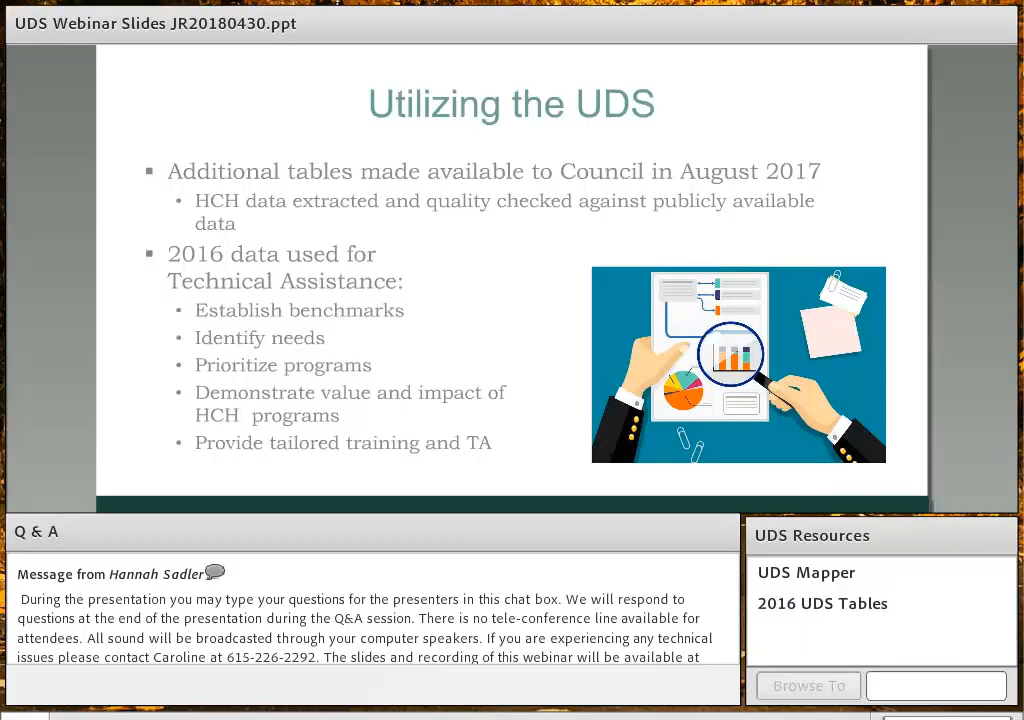 UDS Webinar Slides JR20180430.ppt
Utilizing the UDS
▪ Additional tables made available to Council in August 2017
• HCH data extracted and quality checked against publicly available
data
▪ 2016 data used for
Technical Assistance:
• Establish benchmarks
• Identify needs
• Prioritize programs
• Demonstrate value and impact of
HCH programs
• Provide tailored training and TA
Q & A
Message from Hannah Sadler
During the presentation you may type your questions for the presenters in this chat box. We will respond to
questions at the end of the presentation during the Q&A session. There is no tele-conference line available for
attendees. All sound will be broadcasted through your computer speakers. If you are experiencing any technical
issues please contact Caroline at 615-226-2292. The slides and recording of this webinar will be available at
UDS Resources
UDS Mapper
2016 UDS Tables
Browse To